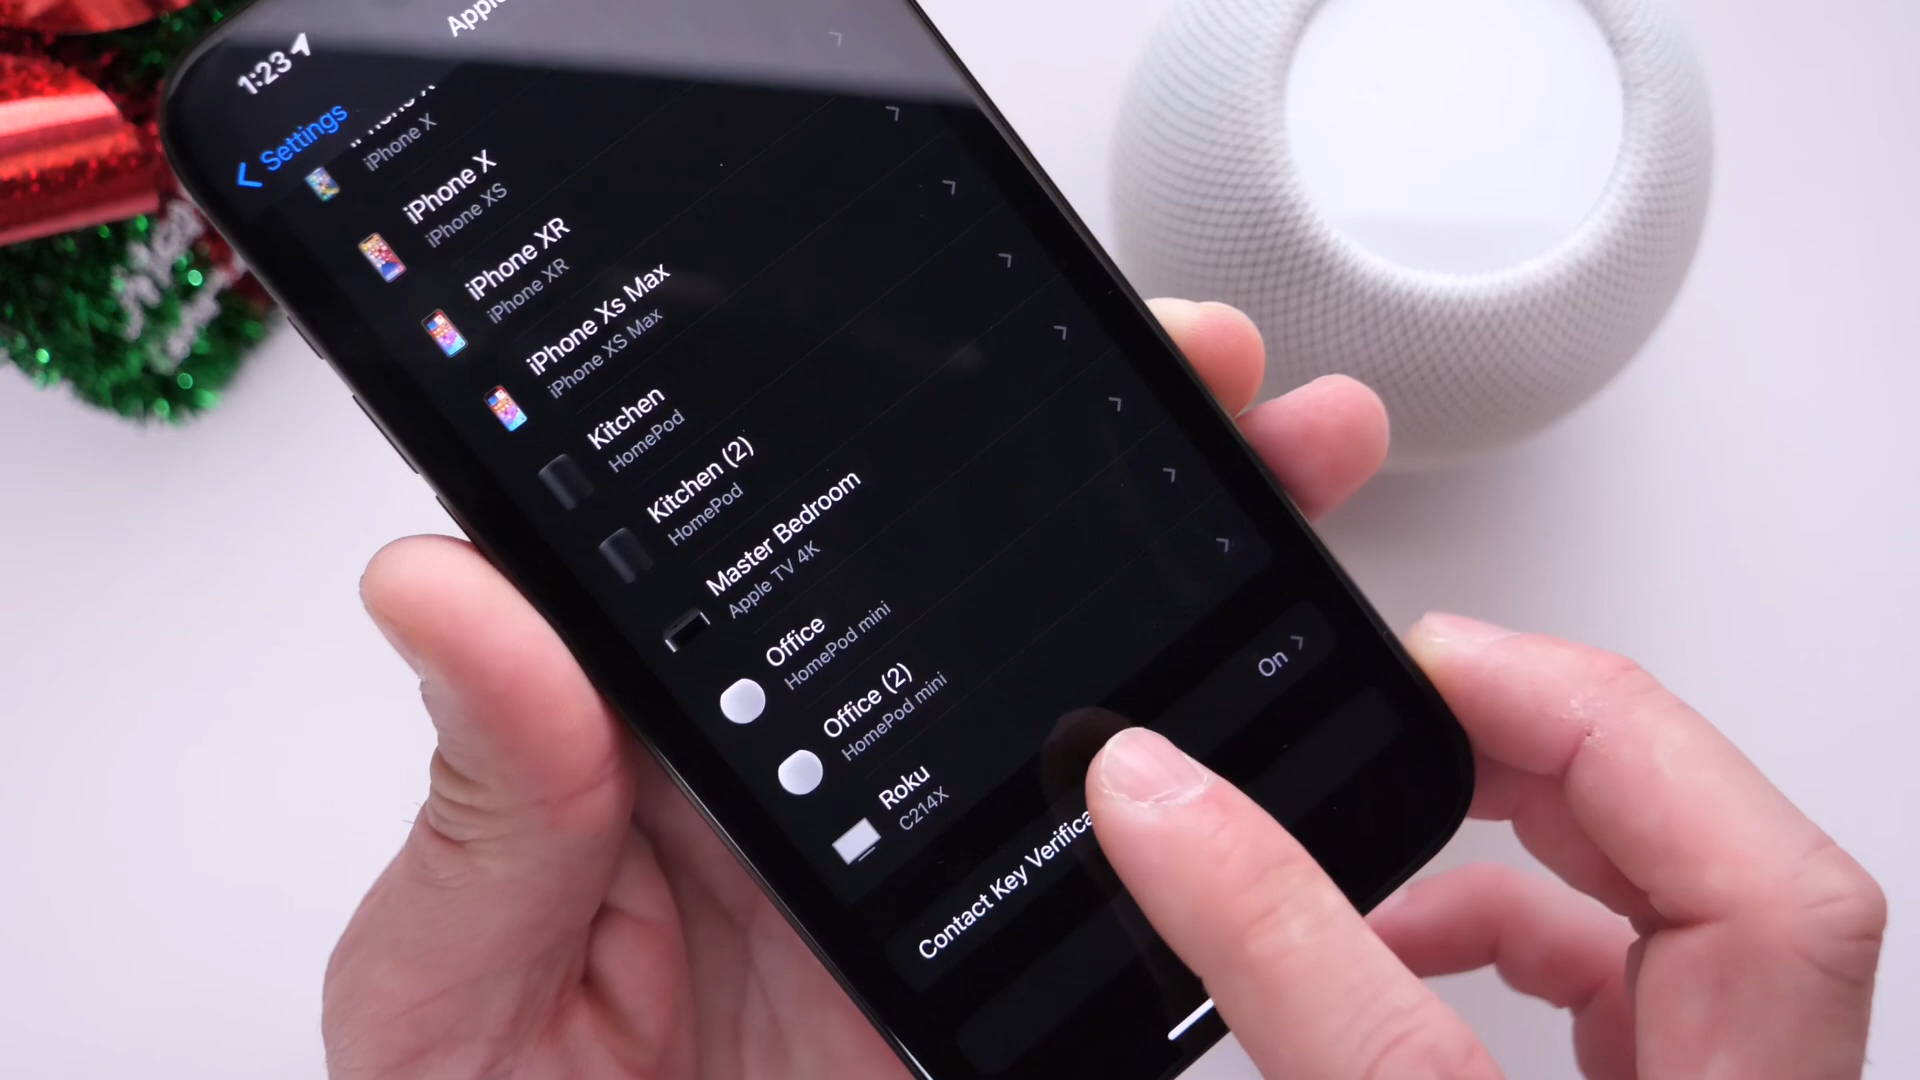 1:23
Apple
Settings
iPhone X
iPhone X
iPhone XS
iPhone XR
iPhone XR
iPhone Xs Max
iPhone XS Max
Kitchen
HomePod
Kitchen (2)
HomePod
Master Bedroom
Apple TV 4K
Office
HomePod mini
Office (2)
HomePod mini
Roku
C214X
Contact Key Verifica
On